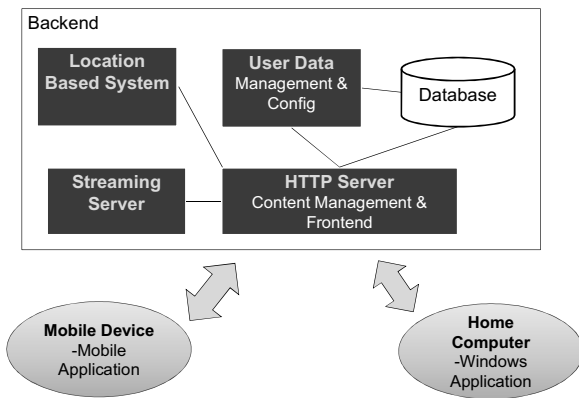 Backend
Location
Based System
User Data
Management &
Config
Database
Streaming
Server
HTTP Server
Content Management &
Frontend
Mobile Device
-Mobile
Application
Home
Computer
-Windows
Application